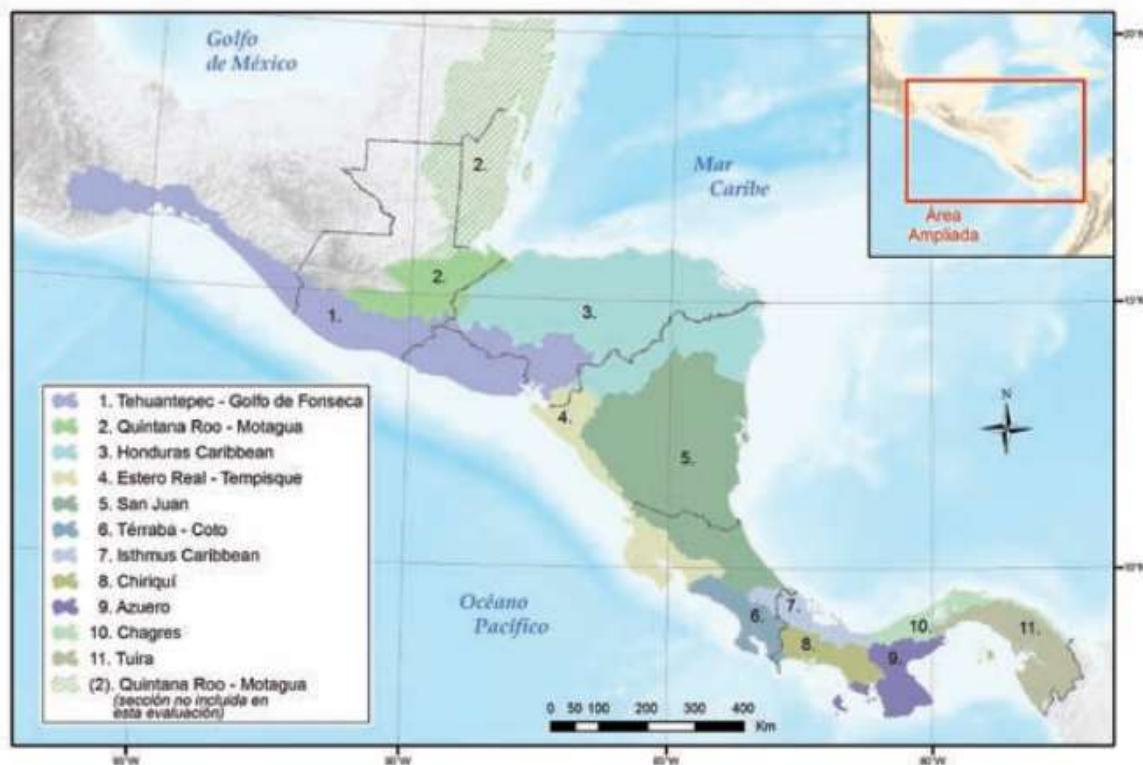 Golfo
de México
20°N
Mar
Caribe
Área
Ampliada
2.
2.
3.
15°N
1.
N
4.
5.
1. Tehuantepec - Golfo de Fonseca
2. Quintana Roo - Motagua
3. Honduras Caribbean
4. Estero Real - Tempisque
5. San Juan
6. Térraba - Coto
7. Isthmus Caribbean
8. Chiriquí
9. Azuero
10. Chagres
11. Tuira
(2). Quintana Roo - Motagua
(sección no incluida en
esta evaluación)
10°N
Océano
Pacífico
6.
7.
8.
9.
10.
11.
0 50 100 200 300 400
Km